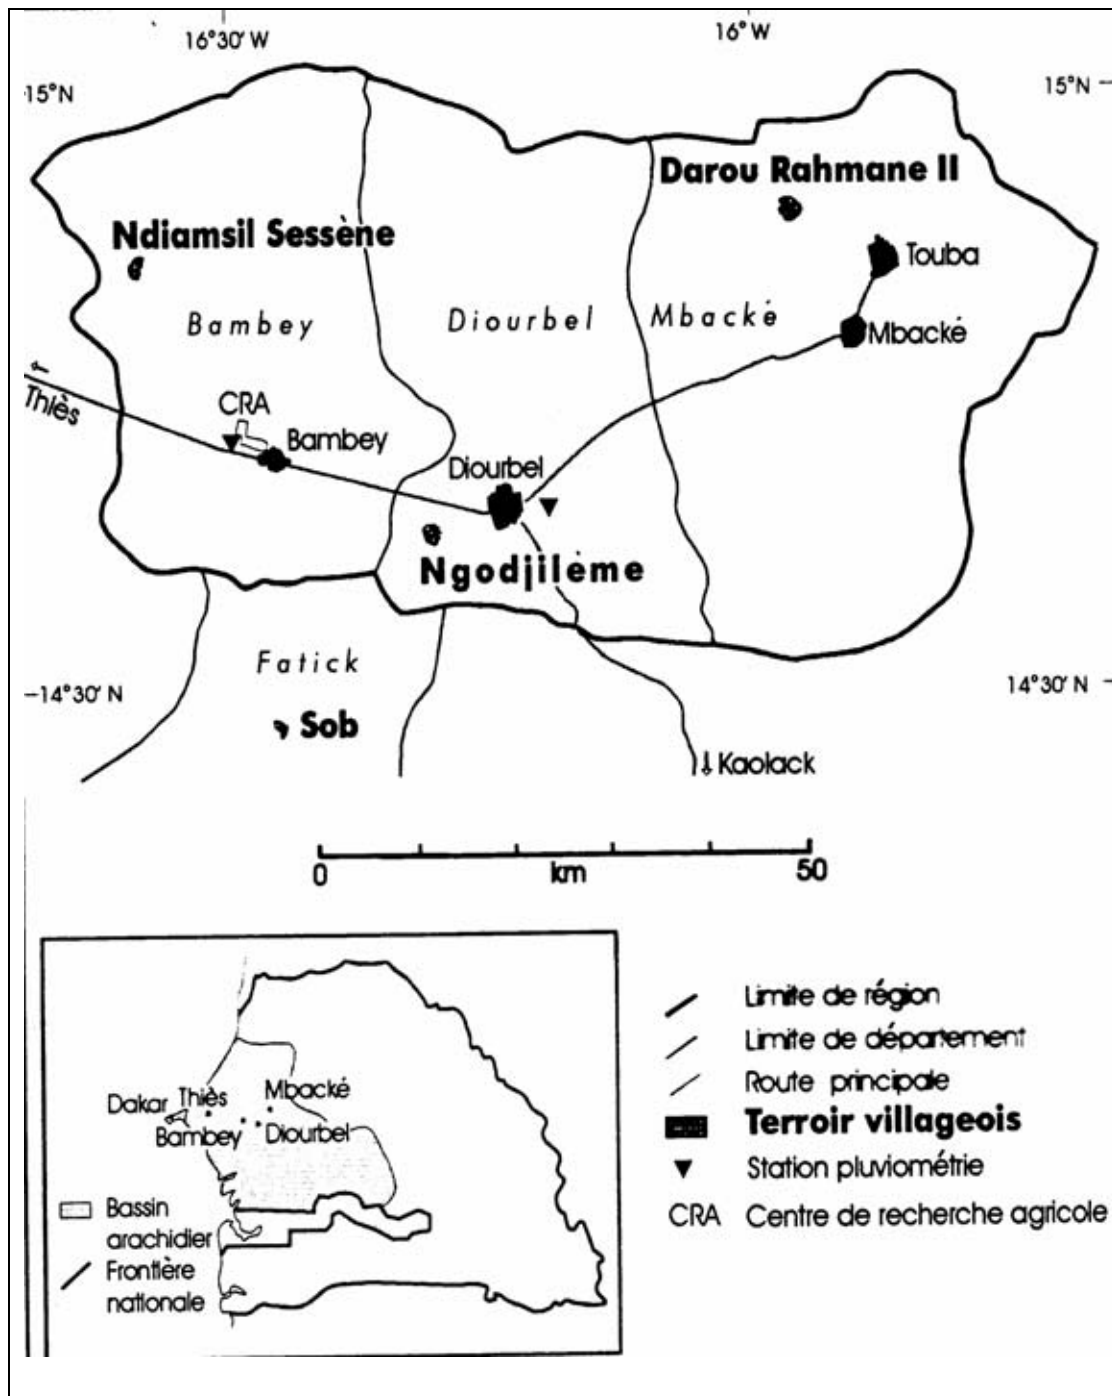 16°30′ W
16° W
15°N
15°N
Darou Rahmane II
Ndiamsil Sessène
Touba
Bambey
Diourbel
Mbacké
Mbacké
Thiès
CRA
Bambey
Diourbel
Ngodjilème
Fatick
14°30′ N
14°30′ N
Sob
Kaolack
0
km
50
Limite de région
Limite de département
Route principale
Terroir villageois
Station pluviométrie
CRA Centre de recherche agricole
Dakar
Thiès
Mbacké
Bambey
Diourbel
Bassin
arachidier
Frontière
nationale